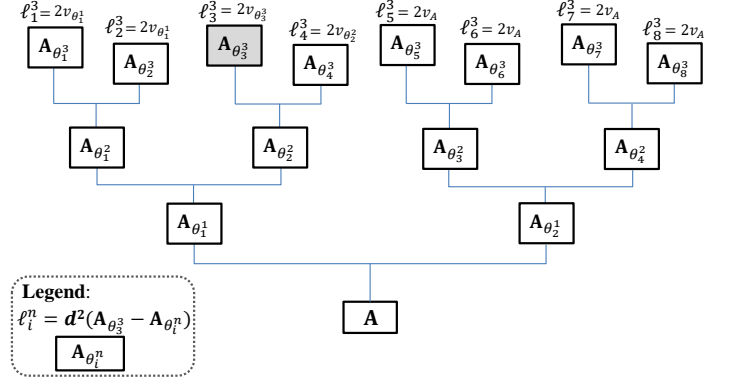 ℓ₁³ = 2v_{θ₁¹} ℓ₂³ = 2v_{θ₁¹} ℓ₃³ = 2v_{θ₃³} ℓ₄³ = 2v_{θ₂²} ℓ₅³ = 2v_A ℓ₆³ = 2v_A ℓ₇³ = 2v_A ℓ₈³ = 2v_A
A_{θ₁³} A_{θ₂³} A_{θ₃³} A_{θ₄³} A_{θ₅³} A_{θ₆³} A_{θ₇³} A_{θ₈³}
A_{θ₁²} A_{θ₂²} A_{θ₃²} A_{θ₄²}
A_{θ₁¹} A_{θ₂¹}
A
Legend:
ℓᵢⁿ = d²(A_{θ₃³} − A_{θᵢⁿ})
A_{θᵢⁿ}